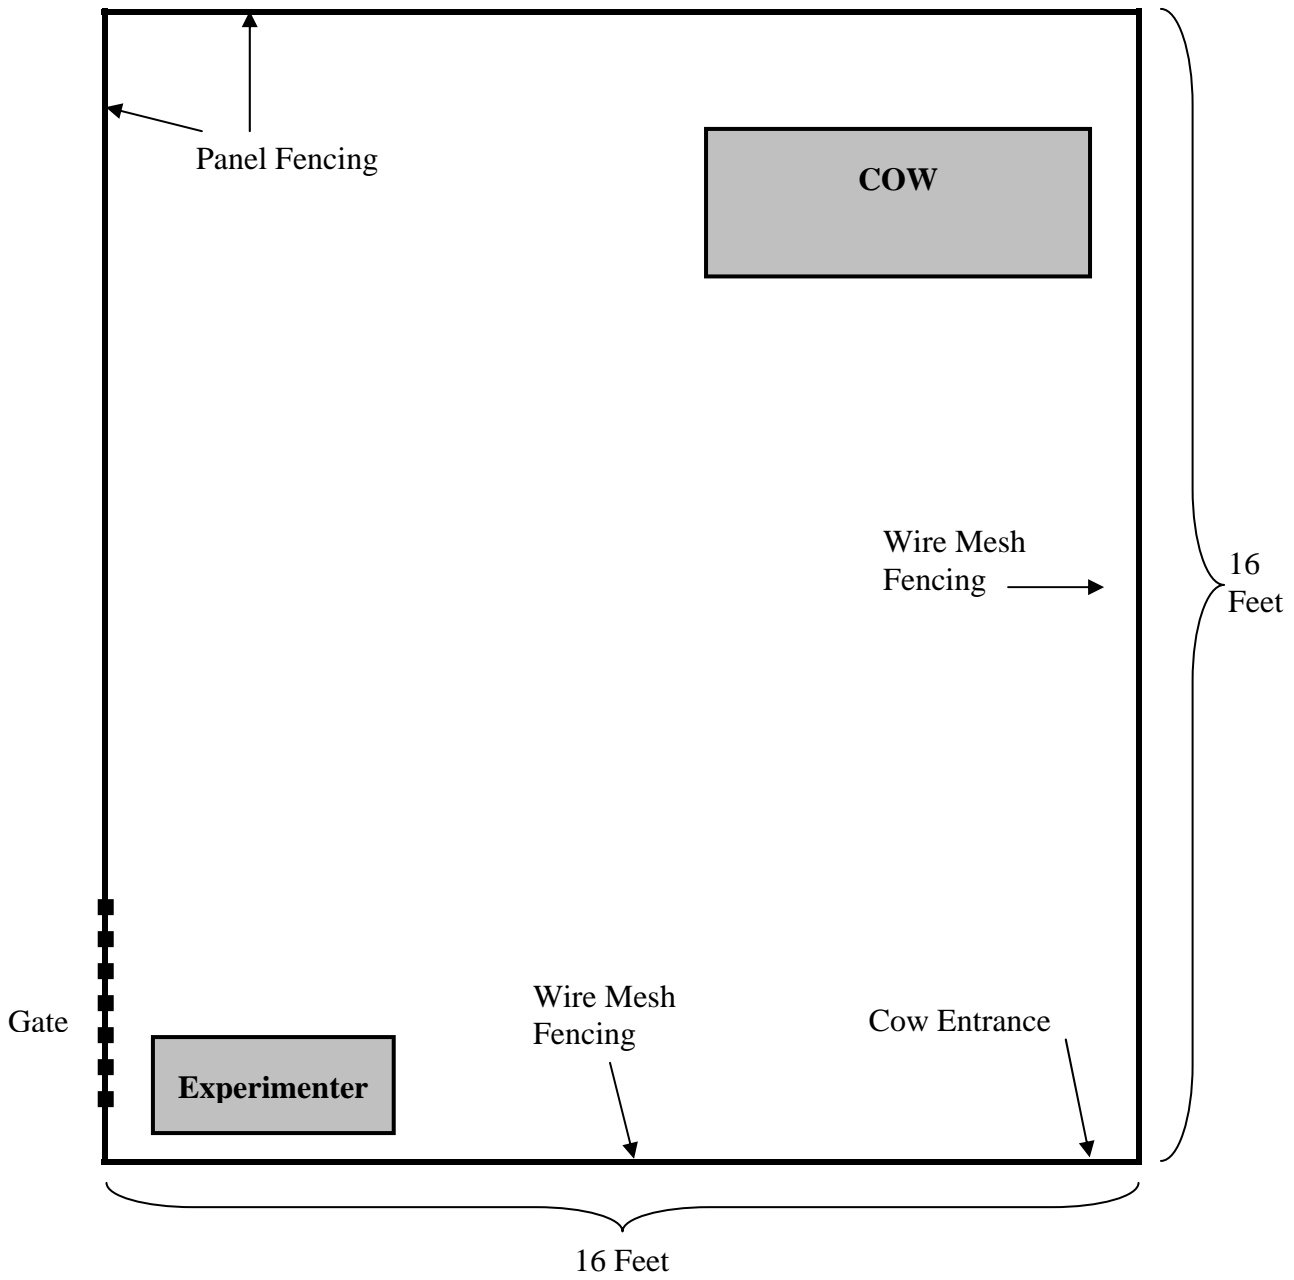 Panel Fencing
COW
Wire Mesh
Fencing
16
Feet
Wire Mesh
Fencing
Cow Entrance
Gate
Experimenter
16 Feet